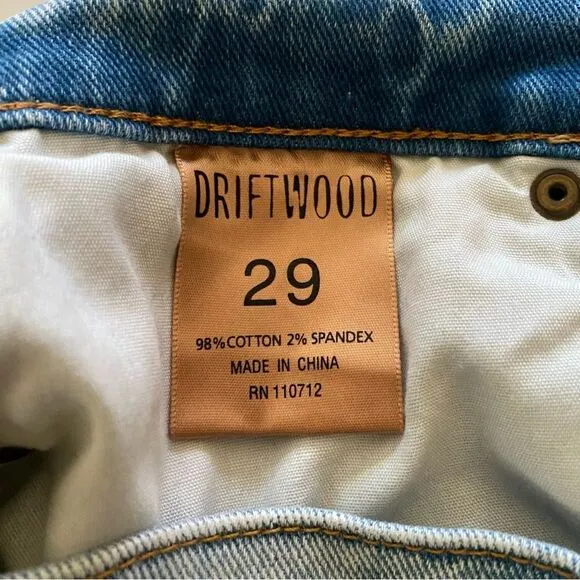 DRIFTWOOD
29
98% COTTON 2% SPANDEX
MADE IN CHINA
RN 110712